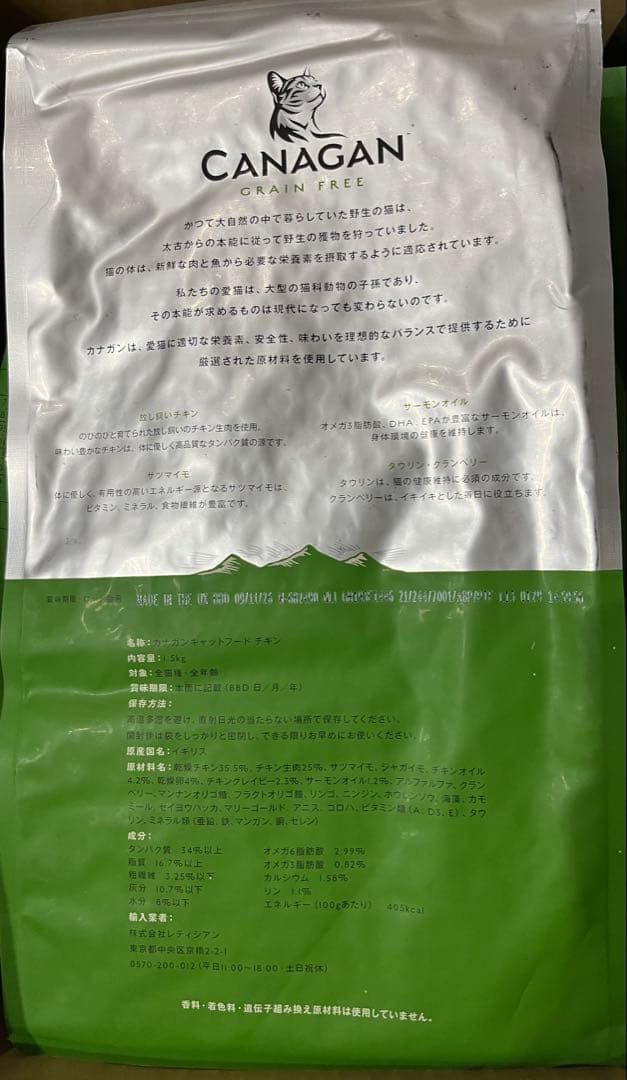 CANAGAN
GRAIN FREE
かつて大自然の中で暮らしていた野生の猫は、
太古からの本能に従って野生の獲物を狩っていました。
猫の体は、新鮮な肉と魚から必要な栄養素を摂取するように適応されています。
私たちの愛猫は、大型の猫科動物の子孫であり、
その本能が求めるものは現代になっても変わらないのです。
カナガンは、愛猫に適切な栄養素、安全性、味わいを理想的なバランスで提供するために
厳選された原材料を使用しています。
放し飼いチキン
のびのびと育てられた放し飼いのチキン生肉を使用。
味わい豊かなチキンは、体に優しく高品質なタンパク質の源です。
サーモンオイル
オメガ3脂肪酸、DHA、EPAが豊富なサーモンオイルは、
身体環境の健康を維持します。
サツマイモ
体に優しく、有用性の高いエネルギー源となるサツマイモは、
ビタミン、ミネラル、食物繊維が豊富です。
タウリン・クランベリー
タウリンは、猫の健康維持に必須の成分です。
クランベリーは、イキイキとした毎日に役立ちます。
MADE IN THE UK BBD
名称：カナガンキャットフード チキン
内容量：1.5kg
対象：全猫種・全年齢
賞味期限：本面に記載（BBD 日／月／年）
保存方法：
高温多湿を避け、直射日光の当たらない場所で保存してください。
開封後は袋をしっかりと密閉し、できる限りお早めにお使いください。
原産国名：イギリス
原材料名：乾燥チキン35.5%、チキン生肉25%、サツマイモ、ジャガイモ、チキンオイル
4.2%、乾燥卵4%、チキングレイビー2.3%、サーモンオイル1.2%、アルファルファ、クラン
ベリー、マンナンオリゴ糖、フラクトオリゴ糖、リンゴ、ニンジン、ホウレンソウ、海藻、カモ
ミール、セイヨウハッカ、マリーゴールド、アニス、コロハ、ビタミン類（A、D3、E）、タウ
リン、ミネラル類（亜鉛、鉄、マンガン、銅、セレン）
成分：
タンパク質 34%以上 オメガ6脂肪酸 2.99%
脂質 16.7%以上 オメガ3脂肪酸 0.82%
粗繊維 3.25%以下 カルシウム 1.58%
灰分 10.7%以下 リン 1.1%
水分 8%以下 エネルギー（100gあたり） 405kcal
輸入業者：
株式会社レティシアン
東京都中央区京橋2-2-1
0570-200-012（平日11:00〜18:00・土日祝休）
香料・着色料・遺伝子組み換え原材料は使用していません。